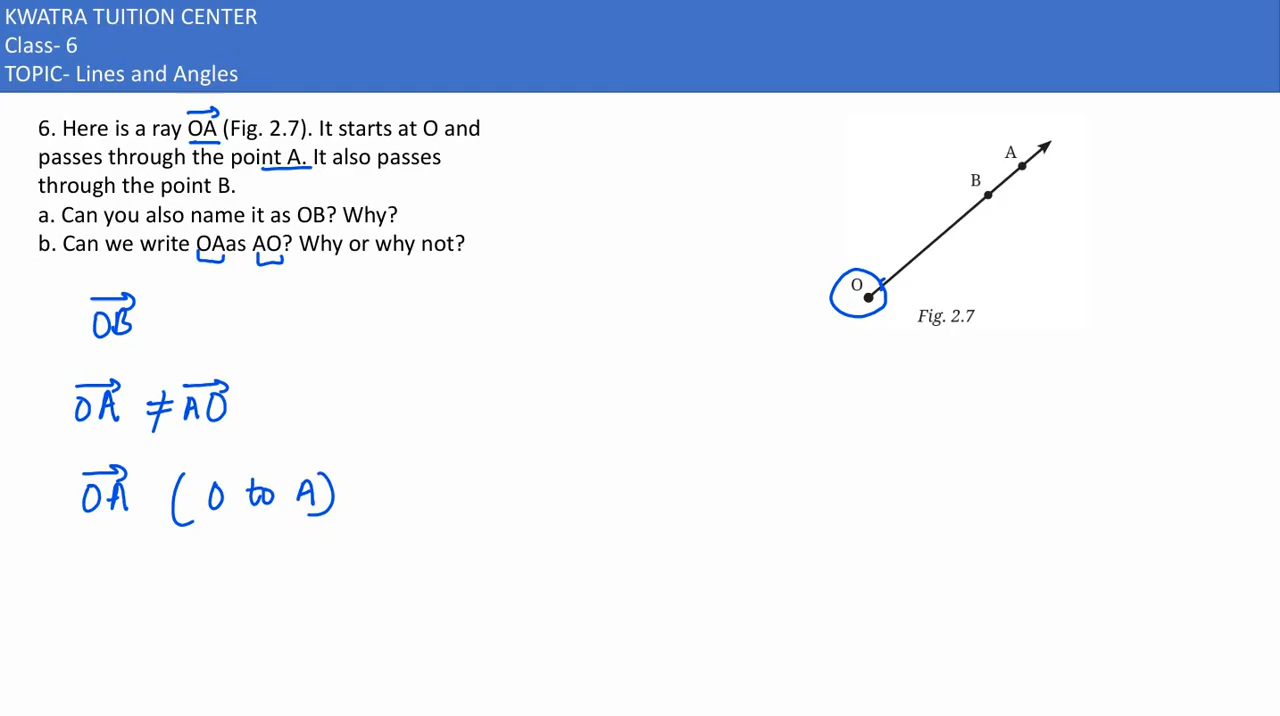 KWATRA TUITION CENTER
Class- 6
TOPIC- Lines and Angles
6. Here is a ray OA (Fig. 2.7). It starts at O and
passes through the point A. It also passes
through the point B.
a. Can you also name it as OB? Why?
b. Can we write OAas AO? Why or why not?
A
B
O
Fig. 2.7
OB
OA ≠ AO
OA (O to A)